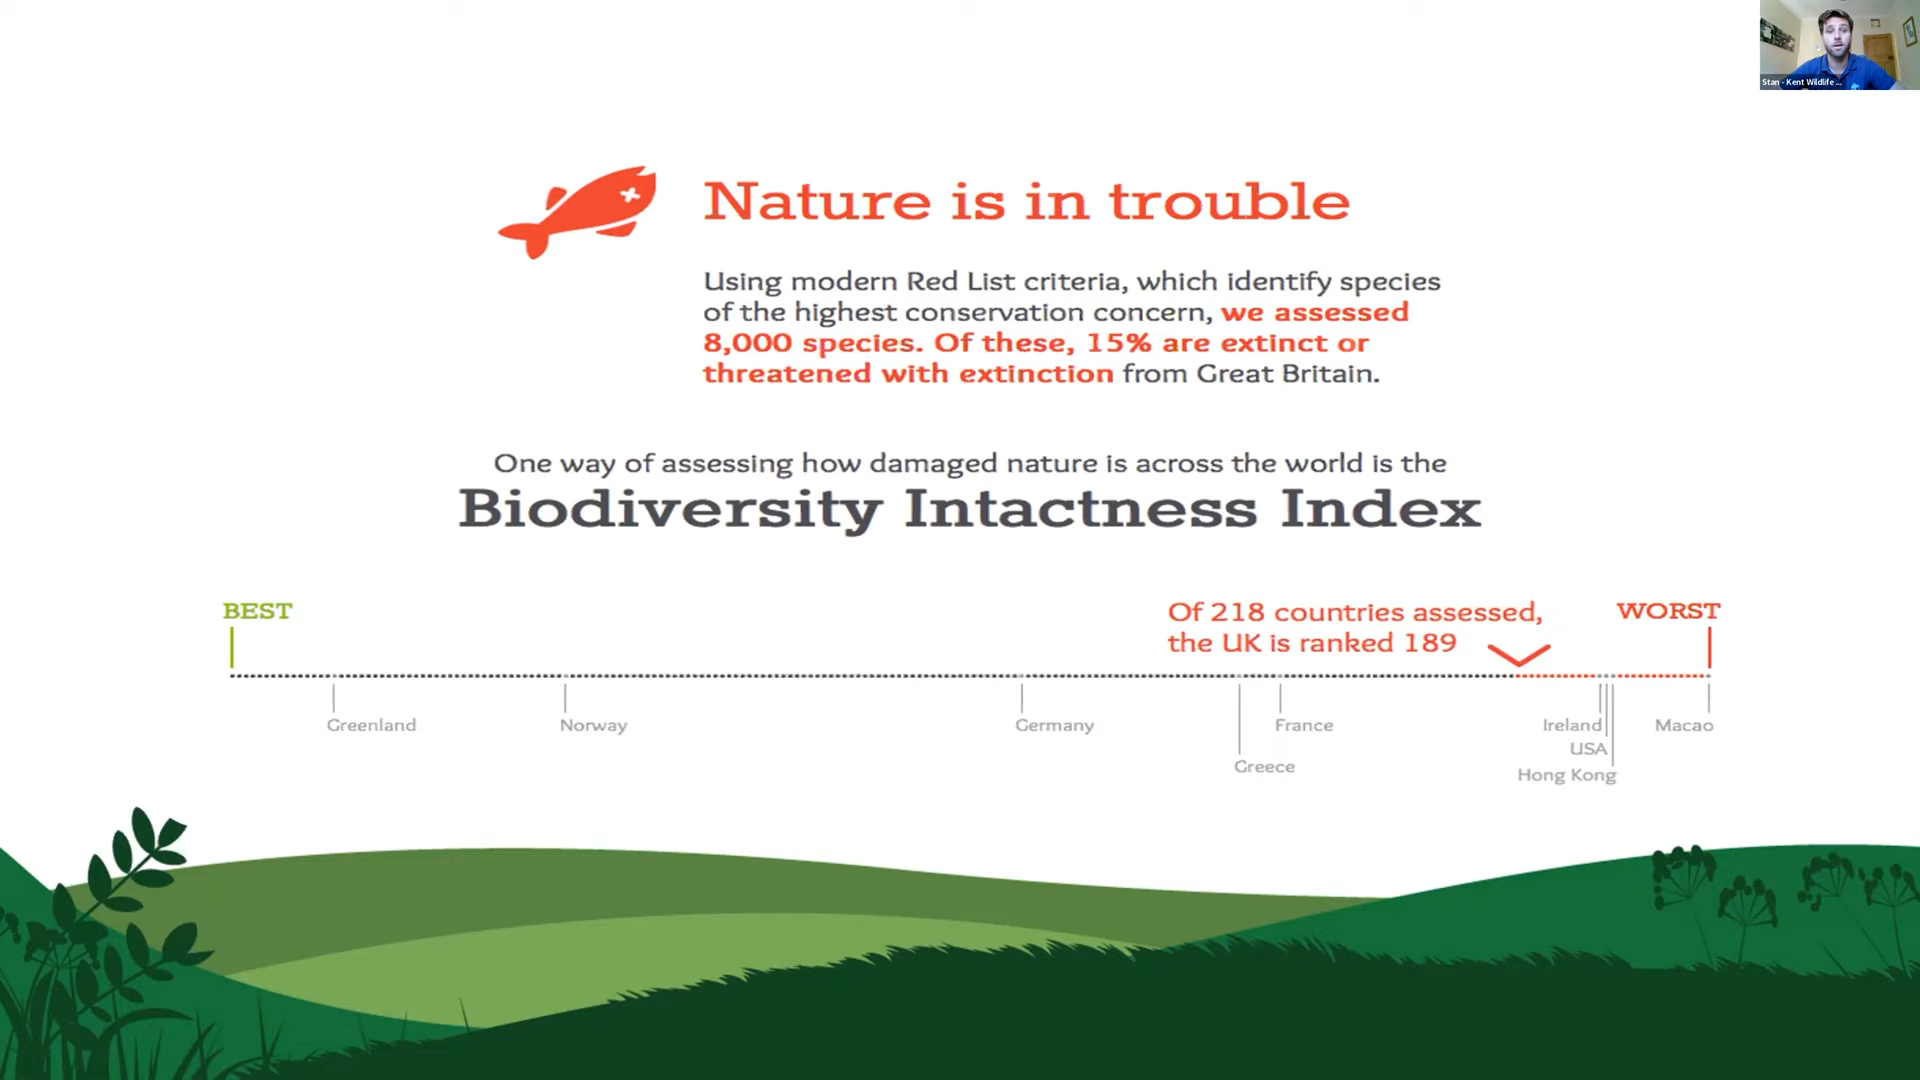 Stan - Kent Wildlife ...
Nature is in trouble
Using modern Red List criteria, which identify species
of the highest conservation concern, we assessed
8,000 species. Of these, 15% are extinct or
threatened with extinction from Great Britain.
One way of assessing how damaged nature is across the world is the
Biodiversity Intactness Index
BEST
Of 218 countries assessed,
the UK is ranked 189
WORST
Greenland
Norway
Germany
Greece
France
Ireland
USA
Hong Kong
Macao